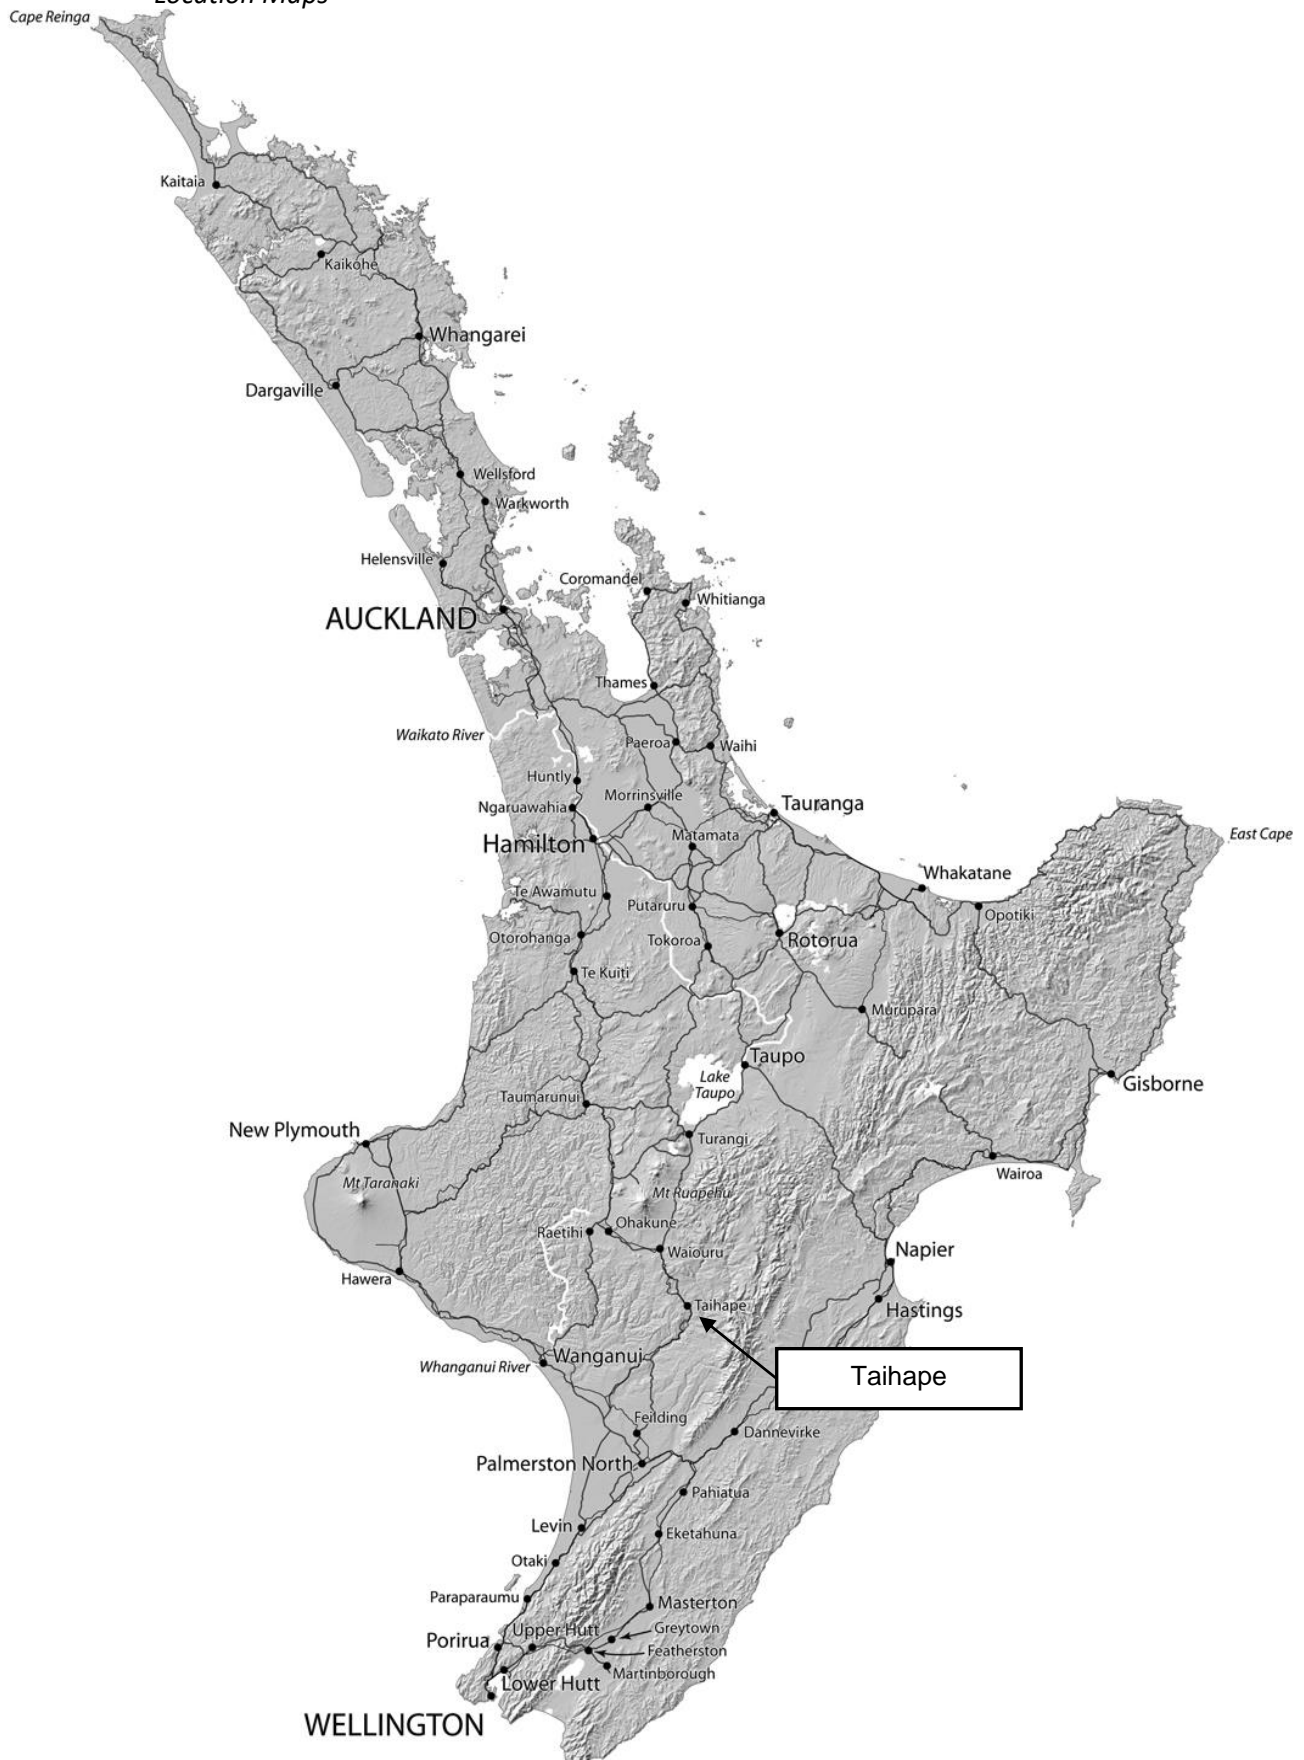 Location Maps
Cape Reinga
Kaitaia
Kaikohe
Whangarei
Dargaville
Wellsford
Warkworth
Helensville
Coromandel
Whitianga
AUCKLAND
Thames
Waikato River
Paeroa
Waihi
Huntly
Morrinsville
Ngaruawahia
Tauranga
Matamata
East Cape
Hamilton
Whakatane
Te Awamutu
Putaruru
Opotiki
Otorohanga
Tokoroa
Rotorua
Te Kuiti
Murupara
Taupo
Lake
Taupo
Gisborne
Taumarunui
New Plymouth
Turangi
Wairoa
Mt Taranaki
Mt Ruapehu
Raetihi
Ohakune
Waiouru
Napier
Hawera
Taihape
Hastings
Wanganui
Whanganui River
Taihape
Feilding
Dannevirke
Palmerston North
Pahiatua
Levin
Eketahuna
Otaki
Paraparaumu
Masterton
Greytown
Upper Hutt
Porirua
Featherston
Martinborough
Lower Hutt
WELLINGTON